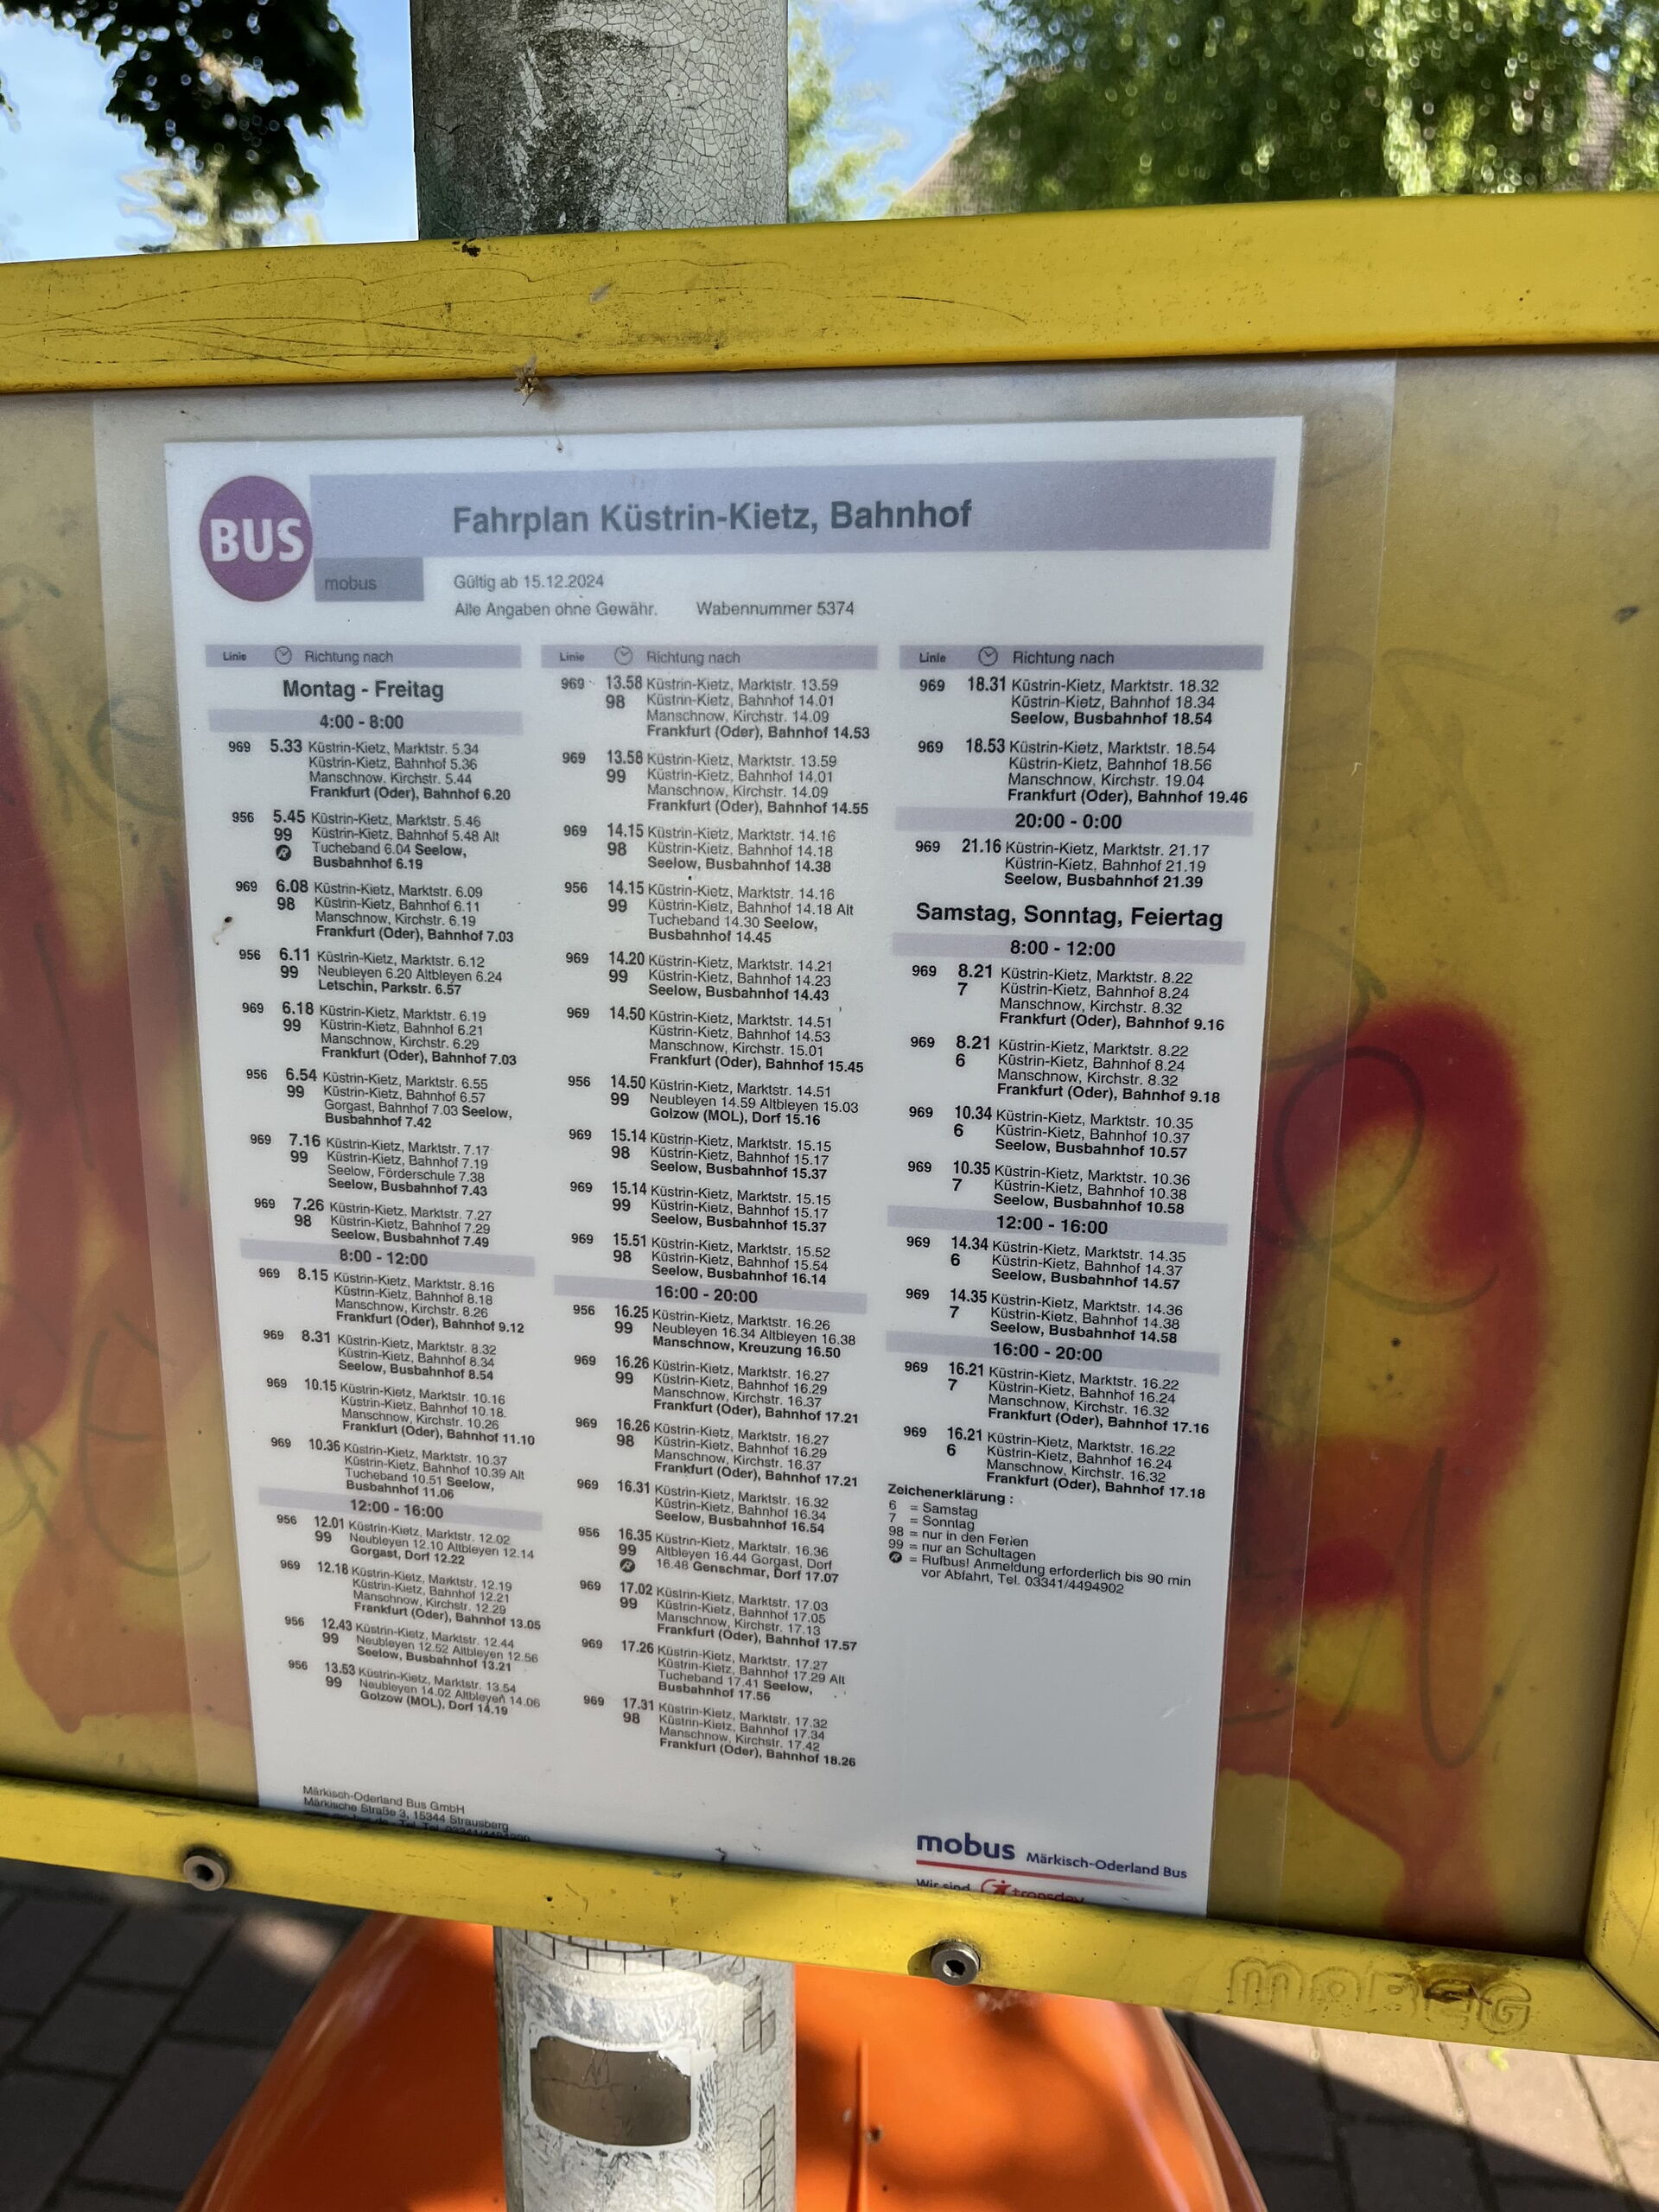 BUS
Fahrplan Küstrin-Kietz, Bahnhof
mobus
Gültig ab 15.12.2024
Alle Angaben ohne Gewähr. Wabennummer 5374
Linie Richtung nach
Montag - Freitag
4:00 - 8:00
969 5.33 Küstrin-Kietz, Marktstr. 5.34
Küstrin-Kietz, Bahnhof 5.36
Manschnow, Kirchstr. 5.44
Frankfurt (Oder), Bahnhof 6.20
956 5.45 Küstrin-Kietz, Marktstr. 5.46
99 Küstrin-Kietz, Bahnhof 5.48 Alt
R Tucheband 6.04 Seelow,
Busbahnhof 6.19
969 6.08 Küstrin-Kietz, Marktstr. 6.09
98 Küstrin-Kietz, Bahnhof 6.11
Manschnow, Kirchstr. 6.19
Frankfurt (Oder), Bahnhof 7.03
956 6.11 Küstrin-Kietz, Marktstr. 6.12
99 Neubleyen 6.20 Altbleyen 6.24
Letschin, Parkstr. 6.57
969 6.18 Küstrin-Kietz, Marktstr. 6.19
99 Küstrin-Kietz, Bahnhof 6.21
Manschnow, Kirchstr. 6.29
Frankfurt (Oder), Bahnhof 7.03
956 6.54 Küstrin-Kietz, Marktstr. 6.55
99 Küstrin-Kietz, Bahnhof 6.57
Gorgast, Bahnhof 7.03 Seelow,
Busbahnhof 7.42
969 7.16 Küstrin-Kietz, Marktstr. 7.17
99 Küstrin-Kietz, Bahnhof 7.19
Seelow, Förderschule 7.38
Seelow, Busbahnhof 7.43
969 7.26 Küstrin-Kietz, Marktstr. 7.27
98 Küstrin-Kietz, Bahnhof 7.29
Seelow, Busbahnhof 7.49
8:00 - 12:00
969 8.15 Küstrin-Kietz, Marktstr. 8.16
Küstrin-Kietz, Bahnhof 8.18
Manschnow, Kirchstr. 8.26
Frankfurt (Oder), Bahnhof 9.12
969 8.31 Küstrin-Kietz, Marktstr. 8.32
Küstrin-Kietz, Bahnhof 8.34
Seelow, Busbahnhof 8.54
969 10.15 Küstrin-Kietz, Marktstr. 10.16
Küstrin-Kietz, Bahnhof 10.18
Manschnow, Kirchstr. 10.26
Frankfurt (Oder), Bahnhof 11.10
969 10.36 Küstrin-Kietz, Marktstr. 10.37
Küstrin-Kietz, Bahnhof 10.39 Alt
Tucheband 10.51 Seelow,
Busbahnhof 11.06
12:00 - 16:00
956 12.01 Küstrin-Kietz, Marktstr. 12.02
99 Neubleyen 12.10 Altbleyen 12.14
Gorgast, Dorf 12.22
969 12.18 Küstrin-Kietz, Marktstr. 12.19
Küstrin-Kietz, Bahnhof 12.21
Manschnow, Kirchstr. 12.29
Frankfurt (Oder), Bahnhof 13.05
956 12.43 Küstrin-Kietz, Marktstr. 12.44
99 Neubleyen 12.52 Altbleyen 12.56
Seelow, Busbahnhof 13.21
956 13.53 Küstrin-Kietz, Marktstr. 13.54
99 Neubleyen 14.02 Altbleyen 14.06
Golzow (MOL), Dorf 14.19
Linie Richtung nach
969 13.58 Küstrin-Kietz, Marktstr. 13.59
98 Küstrin-Kietz, Bahnhof 14.01
Manschnow, Kirchstr. 14.09
Frankfurt (Oder), Bahnhof 14.53
969 13.58 Küstrin-Kietz, Marktstr. 13.59
99 Küstrin-Kietz, Bahnhof 14.01
Manschnow, Kirchstr. 14.09
Frankfurt (Oder), Bahnhof 14.55
969 14.15 Küstrin-Kietz, Marktstr. 14.16
98 Küstrin-Kietz, Bahnhof 14.18
Seelow, Busbahnhof 14.38
956 14.15 Küstrin-Kietz, Marktstr. 14.16
99 Küstrin-Kietz, Bahnhof 14.18 Alt
Tucheband 14.30 Seelow,
Busbahnhof 14.45
969 14.20 Küstrin-Kietz, Marktstr. 14.21
99 Küstrin-Kietz, Bahnhof 14.23
Seelow, Busbahnhof 14.43
969 14.50 Küstrin-Kietz, Marktstr. 14.51
Küstrin-Kietz, Bahnhof 14.53
Manschnow, Kirchstr. 15.01
Frankfurt (Oder), Bahnhof 15.45
956 14.50 Küstrin-Kietz, Marktstr. 14.51
99 Neubleyen 14.59 Altbleyen 15.03
Golzow (MOL), Dorf 15.16
969 15.14 Küstrin-Kietz, Marktstr. 15.15
98 Küstrin-Kietz, Bahnhof 15.17
Seelow, Busbahnhof 15.37
969 15.14 Küstrin-Kietz, Marktstr. 15.15
99 Küstrin-Kietz, Bahnhof 15.17
Seelow, Busbahnhof 15.37
969 15.51 Küstrin-Kietz, Marktstr. 15.52
98 Küstrin-Kietz, Bahnhof 15.54
Seelow, Busbahnhof 16.14
16:00 - 20:00
956 16.25 Küstrin-Kietz, Marktstr. 16.26
99 Neubleyen 16.34 Altbleyen 16.38
Manschnow, Kreuzung 16.50
969 16.26 Küstrin-Kietz, Marktstr. 16.27
99 Küstrin-Kietz, Bahnhof 16.29
Manschnow, Kirchstr. 16.37
Frankfurt (Oder), Bahnhof 17.21
969 16.26 Küstrin-Kietz, Marktstr. 16.27
98 Küstrin-Kietz, Bahnhof 16.29
Manschnow, Kirchstr. 16.37
Frankfurt (Oder), Bahnhof 17.21
969 16.31 Küstrin-Kietz, Marktstr. 16.32
Küstrin-Kietz, Bahnhof 16.34
Seelow, Busbahnhof 16.54
956 16.35 Küstrin-Kietz, Marktstr. 16.36
99 Altbleyen 16.44 Gorgast, Dorf
R 16.48 Genschmar, Dorf 17.07
969 17.02 Küstrin-Kietz, Marktstr. 17.03
99 Küstrin-Kietz, Bahnhof 17.05
Manschnow, Kirchstr. 17.13
Frankfurt (Oder), Bahnhof 17.57
969 17.26 Küstrin-Kietz, Marktstr. 17.27
Küstrin-Kietz, Bahnhof 17.29 Alt
Tucheband 17.41 Seelow,
Busbahnhof 17.56
969 17.31 Küstrin-Kietz, Marktstr. 17.32
98 Küstrin-Kietz, Bahnhof 17.34
Manschnow, Kirchstr. 17.42
Frankfurt (Oder), Bahnhof 18.26
Linie Richtung nach
969 18.31 Küstrin-Kietz, Marktstr. 18.32
Küstrin-Kietz, Bahnhof 18.34
Seelow, Busbahnhof 18.54
969 18.53 Küstrin-Kietz, Marktstr. 18.54
Küstrin-Kietz, Bahnhof 18.56
Manschnow, Kirchstr. 19.04
Frankfurt (Oder), Bahnhof 19.46
20:00 - 0:00
969 21.16 Küstrin-Kietz, Marktstr. 21.17
Küstrin-Kietz, Bahnhof 21.19
Seelow, Busbahnhof 21.39
Samstag, Sonntag, Feiertag
8:00 - 12:00
969 8.21 Küstrin-Kietz, Marktstr. 8.22
7 Küstrin-Kietz, Bahnhof 8.24
Manschnow, Kirchstr. 8.32
Frankfurt (Oder), Bahnhof 9.16
969 8.21 Küstrin-Kietz, Marktstr. 8.22
6 Küstrin-Kietz, Bahnhof 8.24
Manschnow, Kirchstr. 8.32
Frankfurt (Oder), Bahnhof 9.18
969 10.34 Küstrin-Kietz, Marktstr. 10.35
6 Küstrin-Kietz, Bahnhof 10.37
Seelow, Busbahnhof 10.57
969 10.35 Küstrin-Kietz, Marktstr. 10.36
7 Küstrin-Kietz, Bahnhof 10.38
Seelow, Busbahnhof 10.58
12:00 - 16:00
969 14.34 Küstrin-Kietz, Marktstr. 14.35
6 Küstrin-Kietz, Bahnhof 14.37
Seelow, Busbahnhof 14.57
969 14.35 Küstrin-Kietz, Marktstr. 14.36
7 Küstrin-Kietz, Bahnhof 14.38
Seelow, Busbahnhof 14.58
16:00 - 20:00
969 16.21 Küstrin-Kietz, Marktstr. 16.22
7 Küstrin-Kietz, Bahnhof 16.24
Manschnow, Kirchstr. 16.32
Frankfurt (Oder), Bahnhof 17.16
969 16.21 Küstrin-Kietz, Marktstr. 16.22
6 Küstrin-Kietz, Bahnhof 16.24
Manschnow, Kirchstr. 16.32
Frankfurt (Oder), Bahnhof 17.18
Zeichenerklärung :
6 = Samstag
7 = Sonntag
98 = nur in den Ferien
99 = nur an Schultagen
R = Rufbus! Anmeldung erforderlich bis 90 min
vor Abfahrt, Tel. 03341/4494902
Märkisch-Oderland Bus GmbH
Märkische Straße 3, 15344 Strausberg
mobus Märkisch-Oderland Bus
Wir sind transdev
MABEG